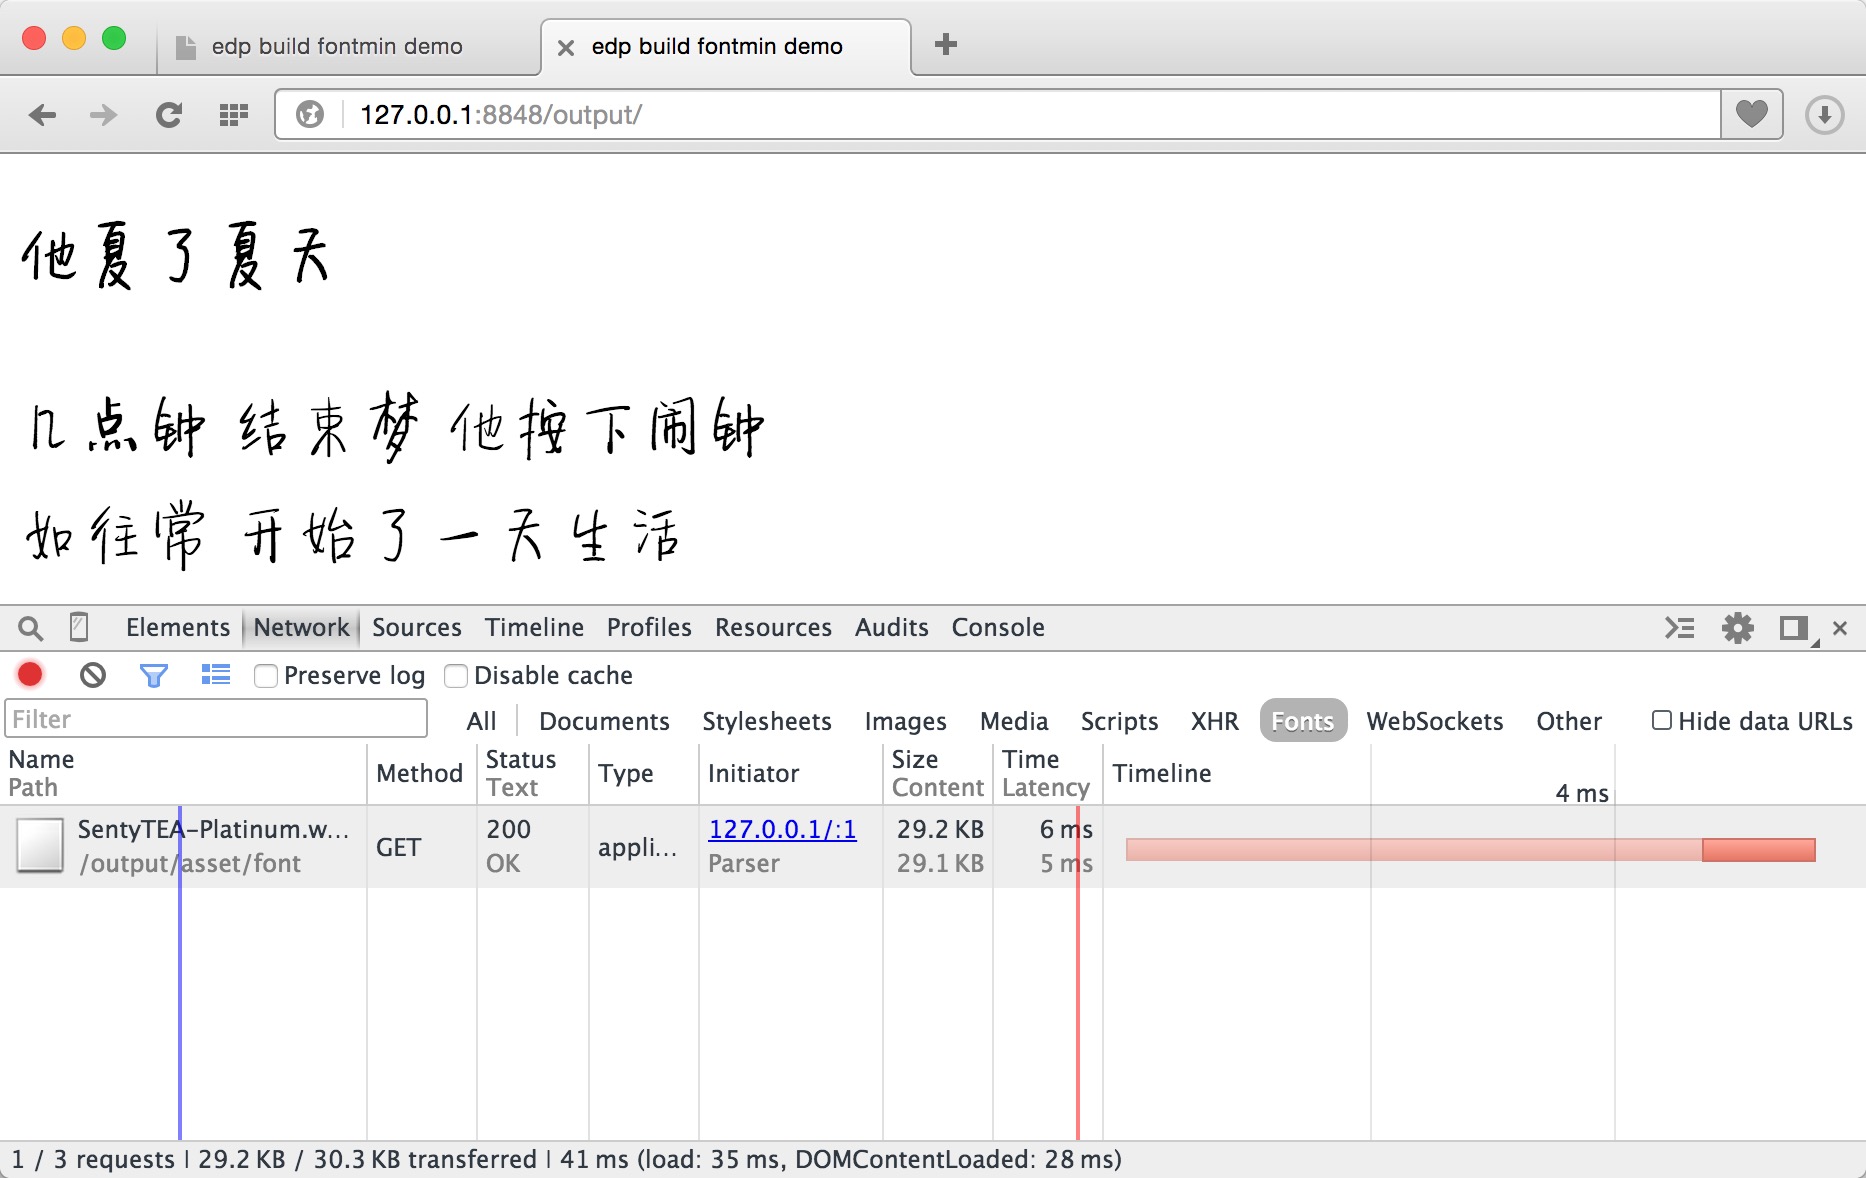 edp build fontmin demo
edp build fontmin demo
127.0.0.1:8848/output/
他夏了夏天
几点钟 结束梦 他按下闹钟
如往常 开始了一天生活
Elements Network Sources Timeline Profiles Resources Audits Console
Preserve log Disable cache
Filter All Documents Stylesheets Images Media Scripts XHR Fonts WebSockets Other Hide data URLs
Name Method Status Type Initiator Size Time Timeline
Path Text Content Latency 4 ms
SentyTEA-Platinum.w... GET 200 appli... 127.0.0.1/:1 29.2 KB 6 ms
/output/asset/font OK Parser 29.1 KB 5 ms
1 / 3 requests | 29.2 KB / 30.3 KB transferred | 41 ms (load: 35 ms, DOMContentLoaded: 28 ms)